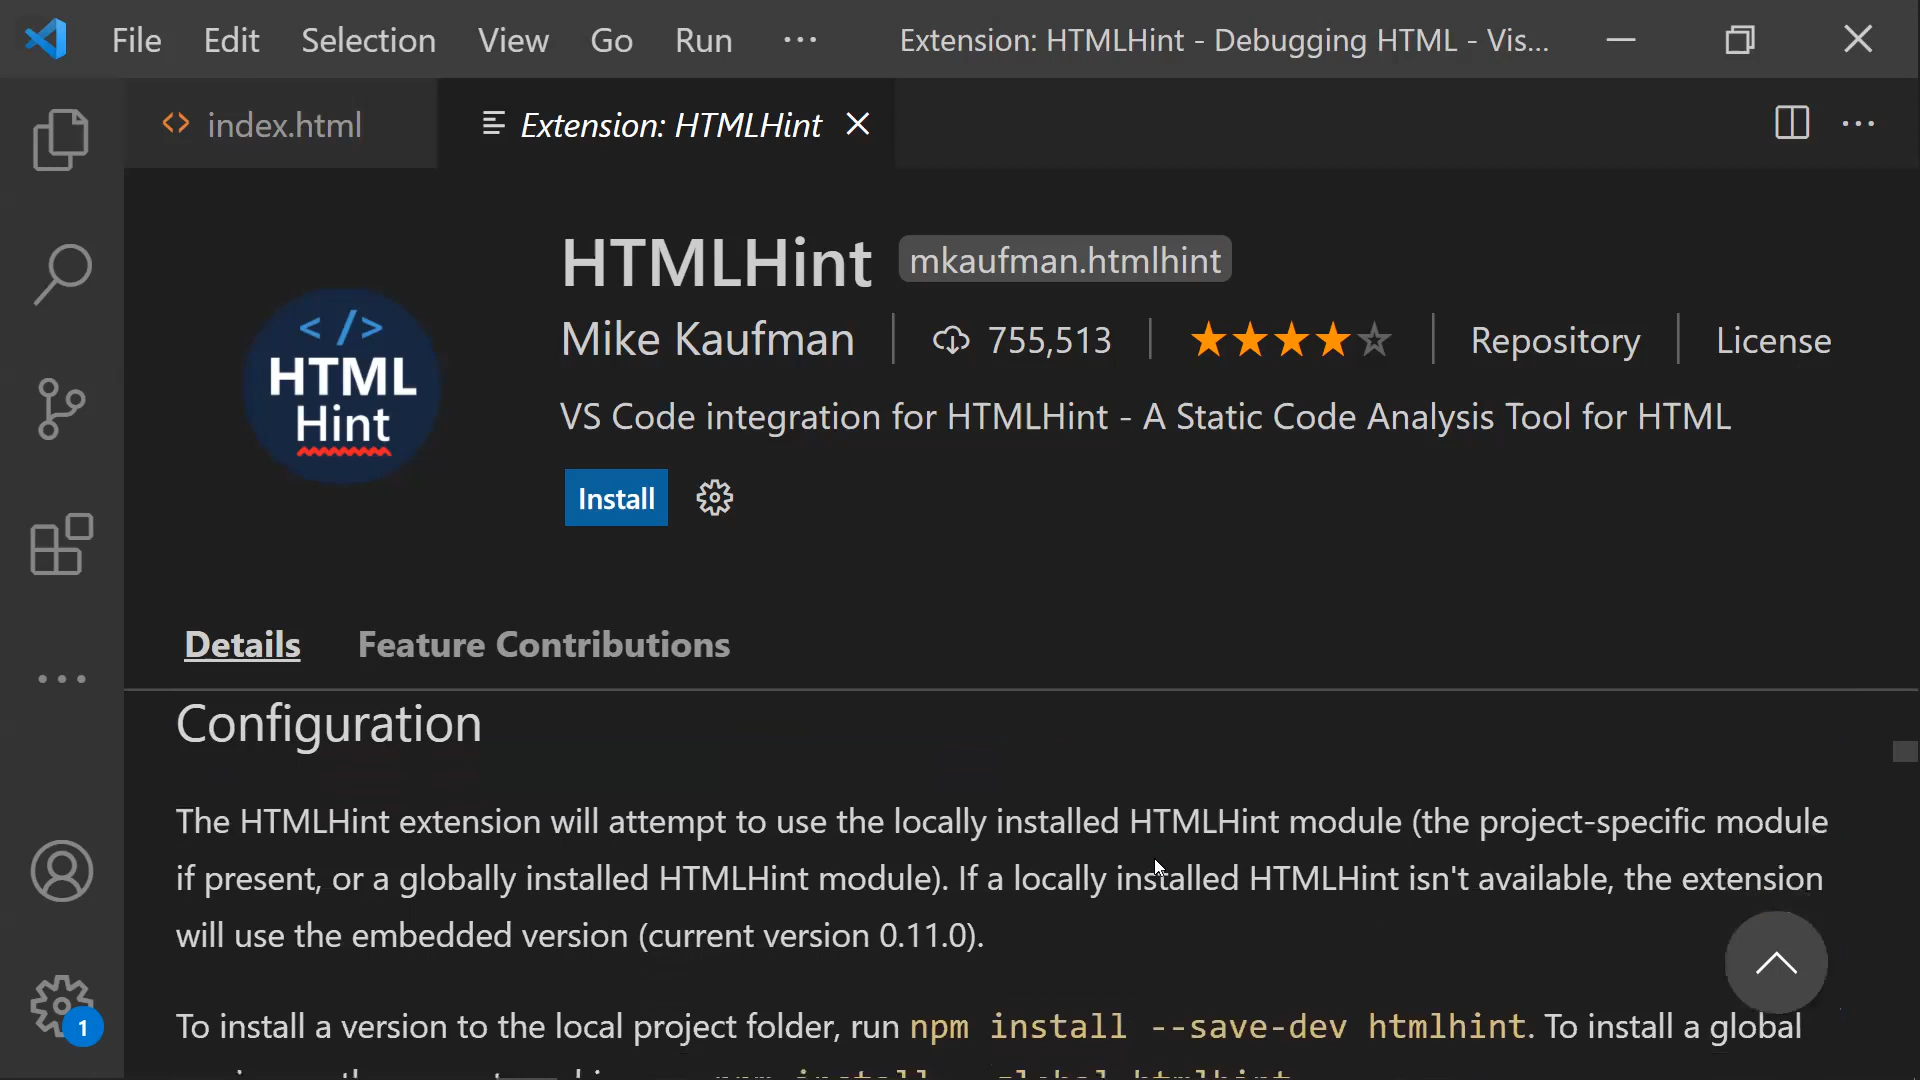 File Edit Selection View Go Run ··· Extension: HTMLHint - Debugging HTML - Vis...
index.html Extension: HTMLHint
HTMLHint mkaufman.htmlhint
Mike Kaufman 755,513 Repository License
VS Code integration for HTMLHint - A Static Code Analysis Tool for HTML
Install
</>
HTML
Hint
Details Feature Contributions
Configuration
The HTMLHint extension will attempt to use the locally installed HTMLHint module (the project-specific module
if present, or a globally installed HTMLHint module). If a locally installed HTMLHint isn't available, the extension
will use the embedded version (current version 0.11.0).
To install a version to the local project folder, run npm install --save-dev htmlhint. To install a global
1